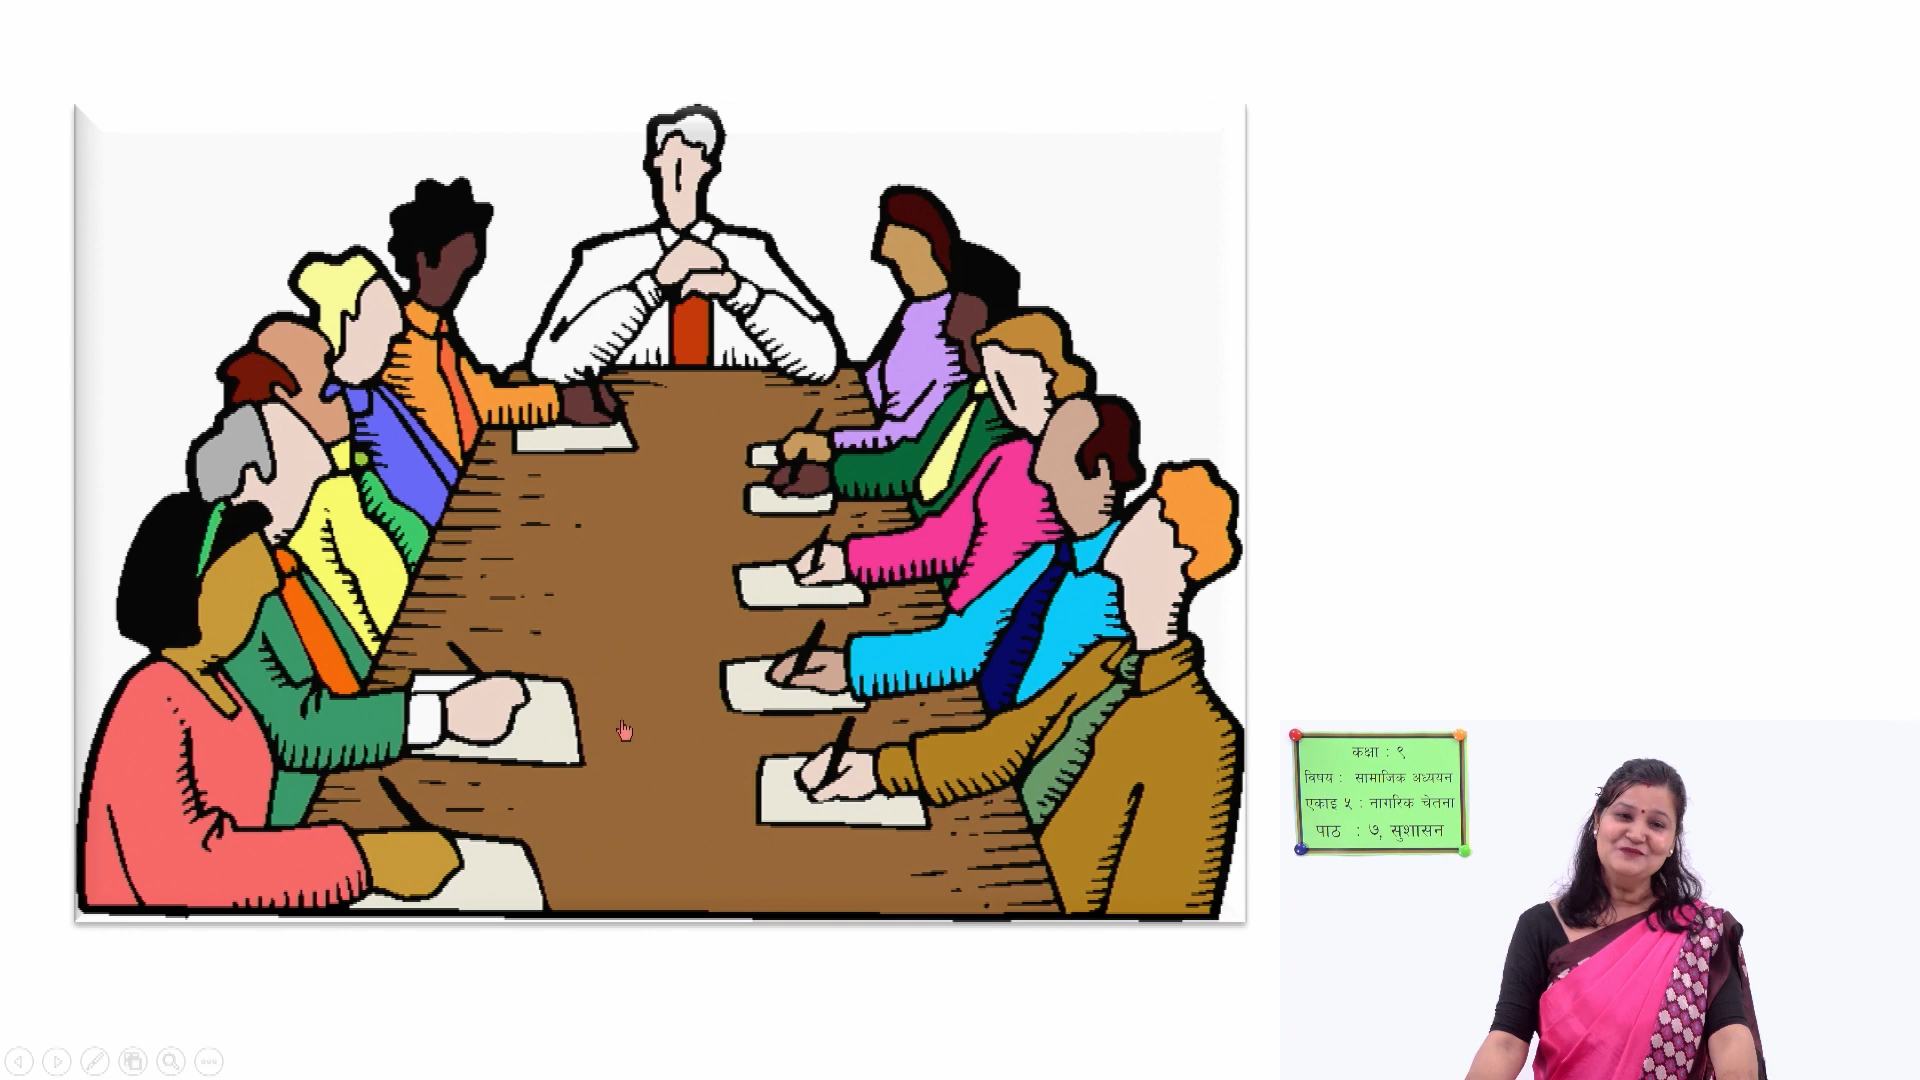 कक्षा : ९
विषय : सामाजिक अध्ययन
एकाइ ५ : नागरिक चेतना
पाठ : ७, सुशासन